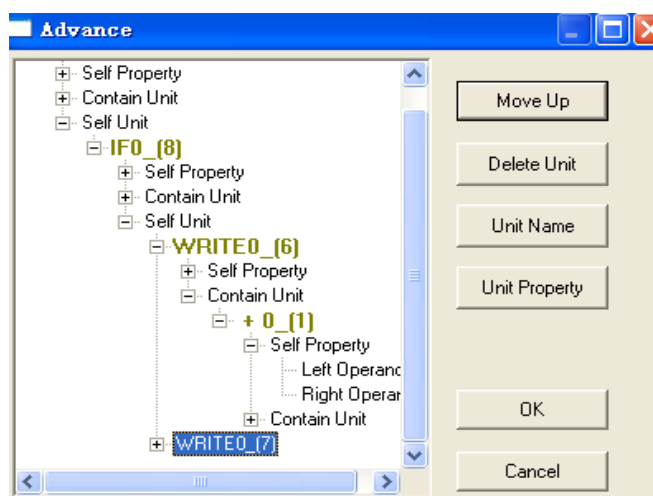 Advance
Self Property
Contain Unit
Self Unit
IF0_(8)
Self Property
Contain Unit
Self Unit
WRITE0_(6)
Self Property
Contain Unit
+ 0_(1)
Self Property
Left Operand
Right Operar
Contain Unit
WRITE0_(7)
Move Up
Delete Unit
Unit Name
Unit Property
OK
Cancel